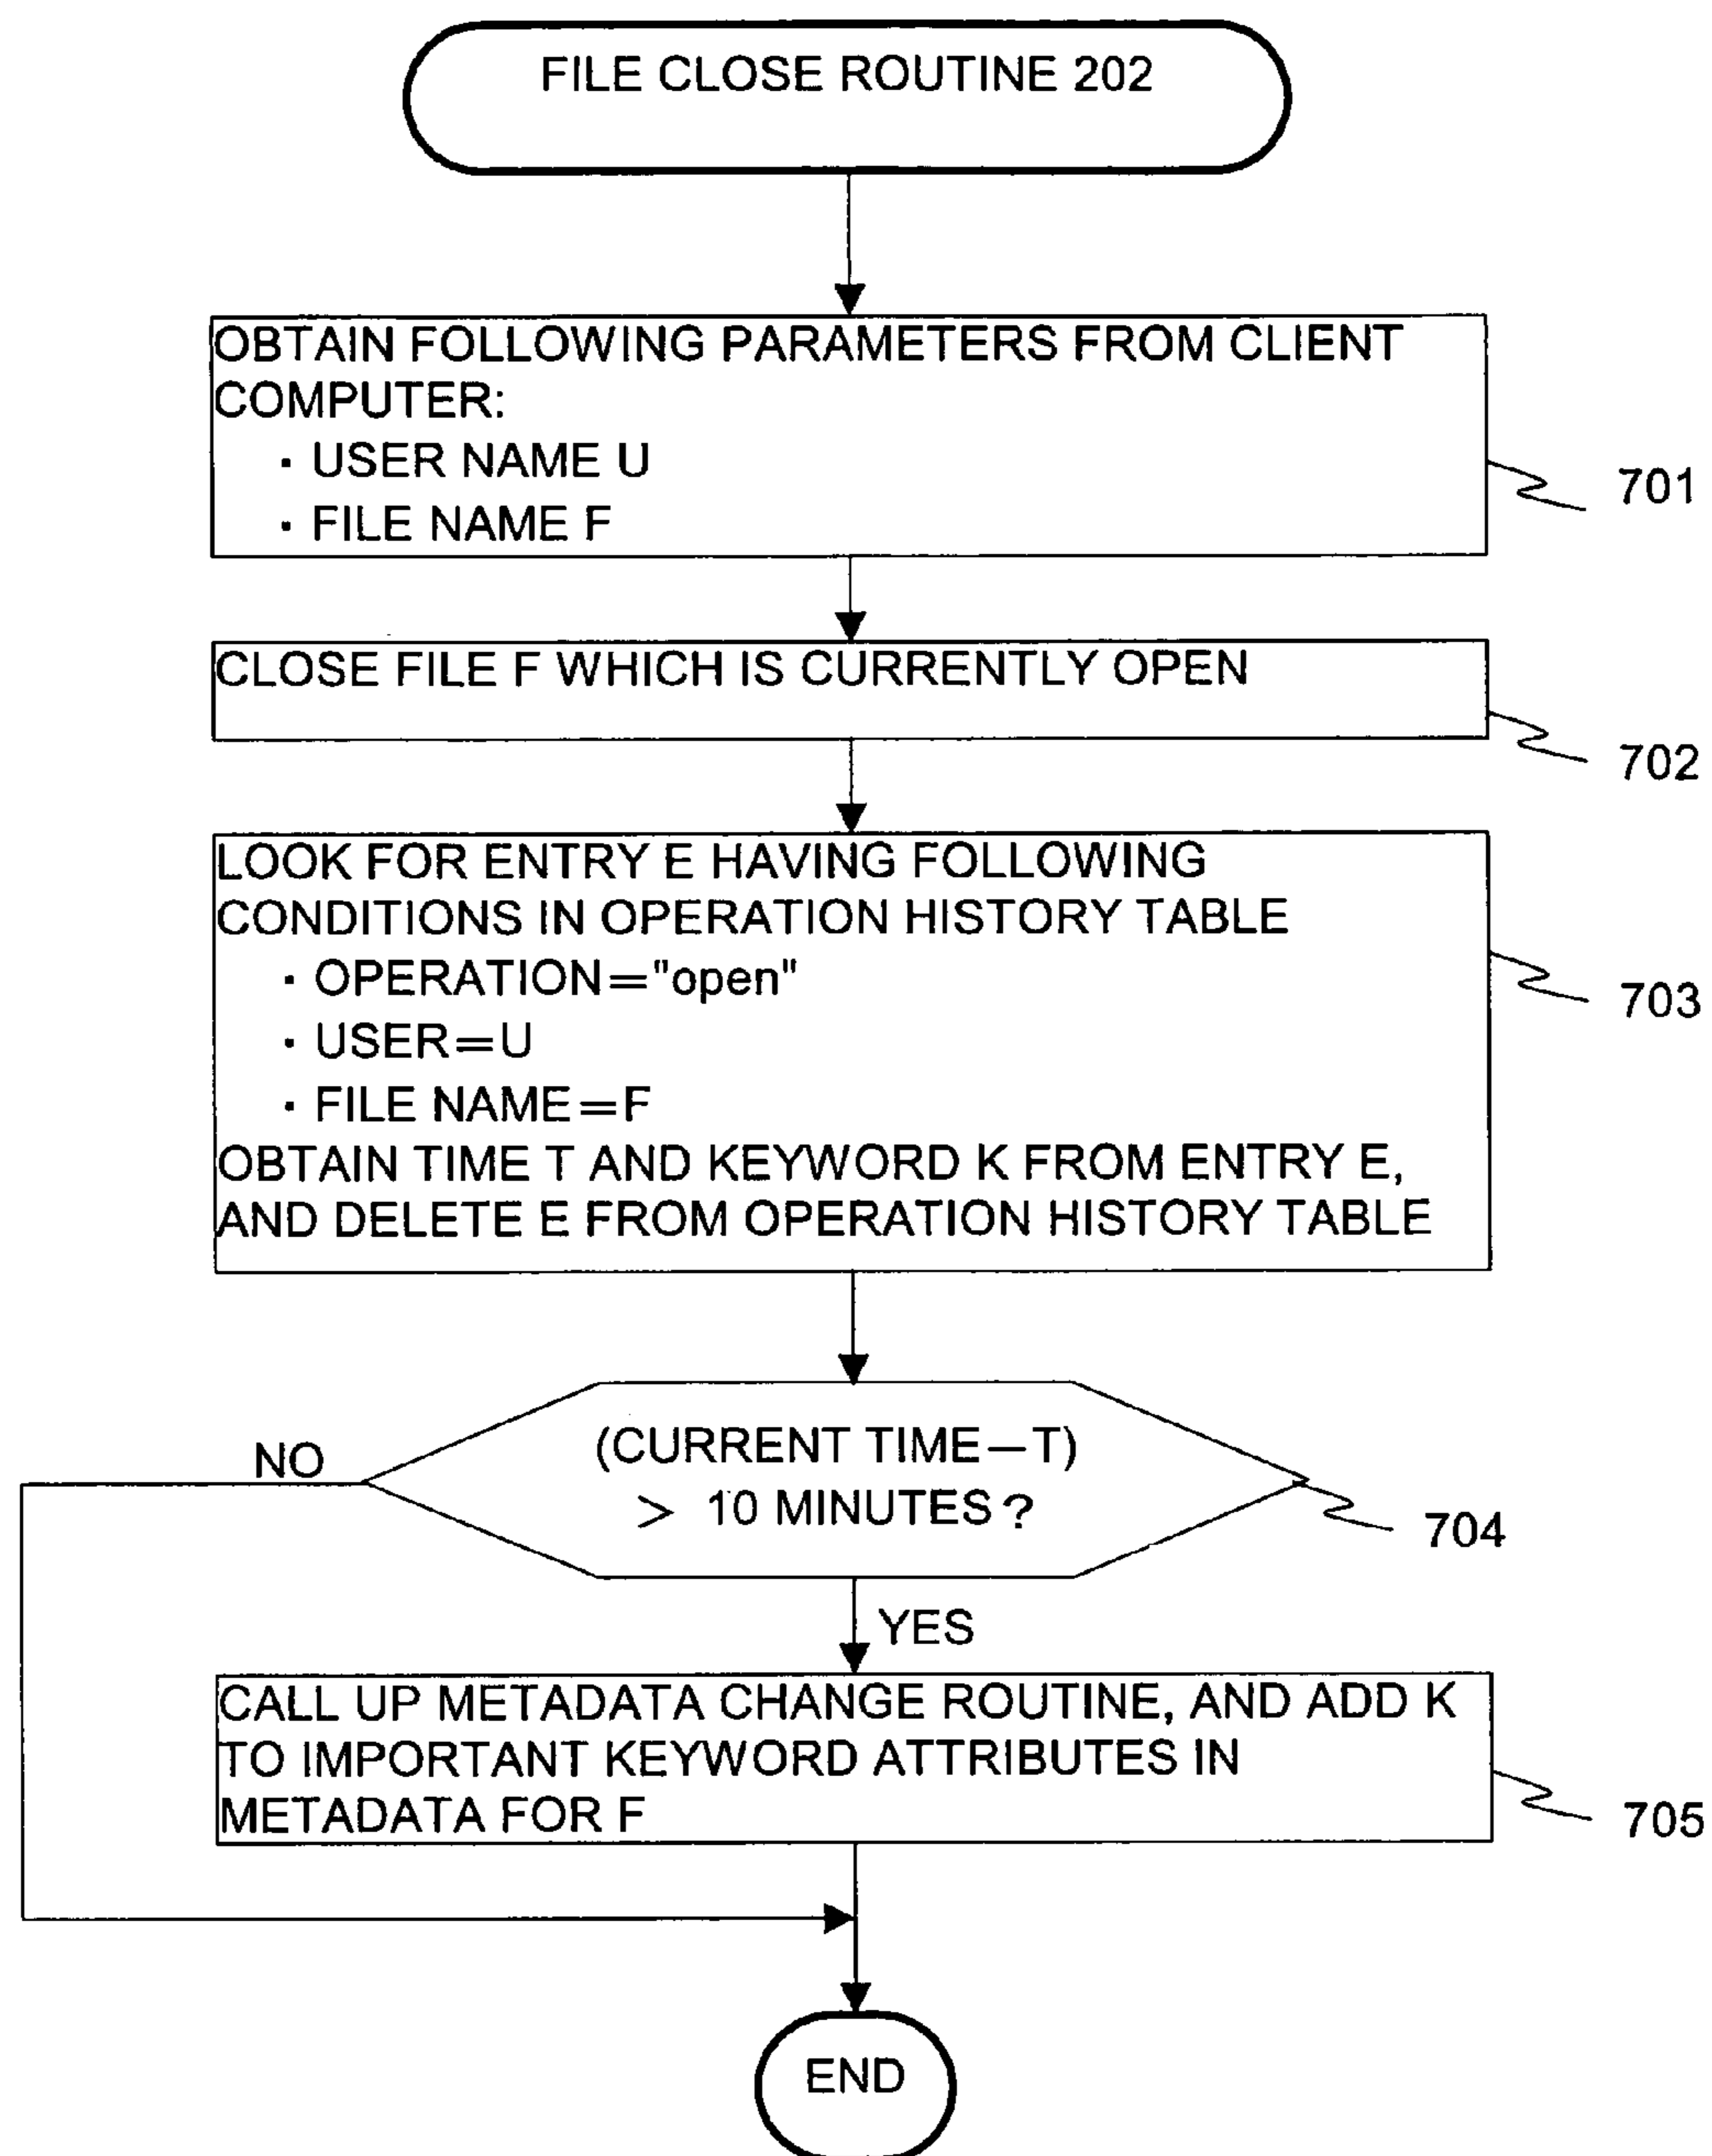 FILE CLOSE ROUTINE 202
OBTAIN FOLLOWING PARAMETERS FROM CLIENT
COMPUTER:
· USER NAME U
· FILE NAME F
701
CLOSE FILE F WHICH IS CURRENTLY OPEN
702
LOOK FOR ENTRY E HAVING FOLLOWING
CONDITIONS IN OPERATION HISTORY TABLE
· OPERATION="open"
· USER=U
· FILE NAME=F
OBTAIN TIME T AND KEYWORD K FROM ENTRY E,
AND DELETE E FROM OPERATION HISTORY TABLE
703
(CURRENT TIME—T)
> 10 MINUTES?
NO
704
YES
CALL UP METADATA CHANGE ROUTINE, AND ADD K
TO IMPORTANT KEYWORD ATTRIBUTES IN
METADATA FOR F
705
END